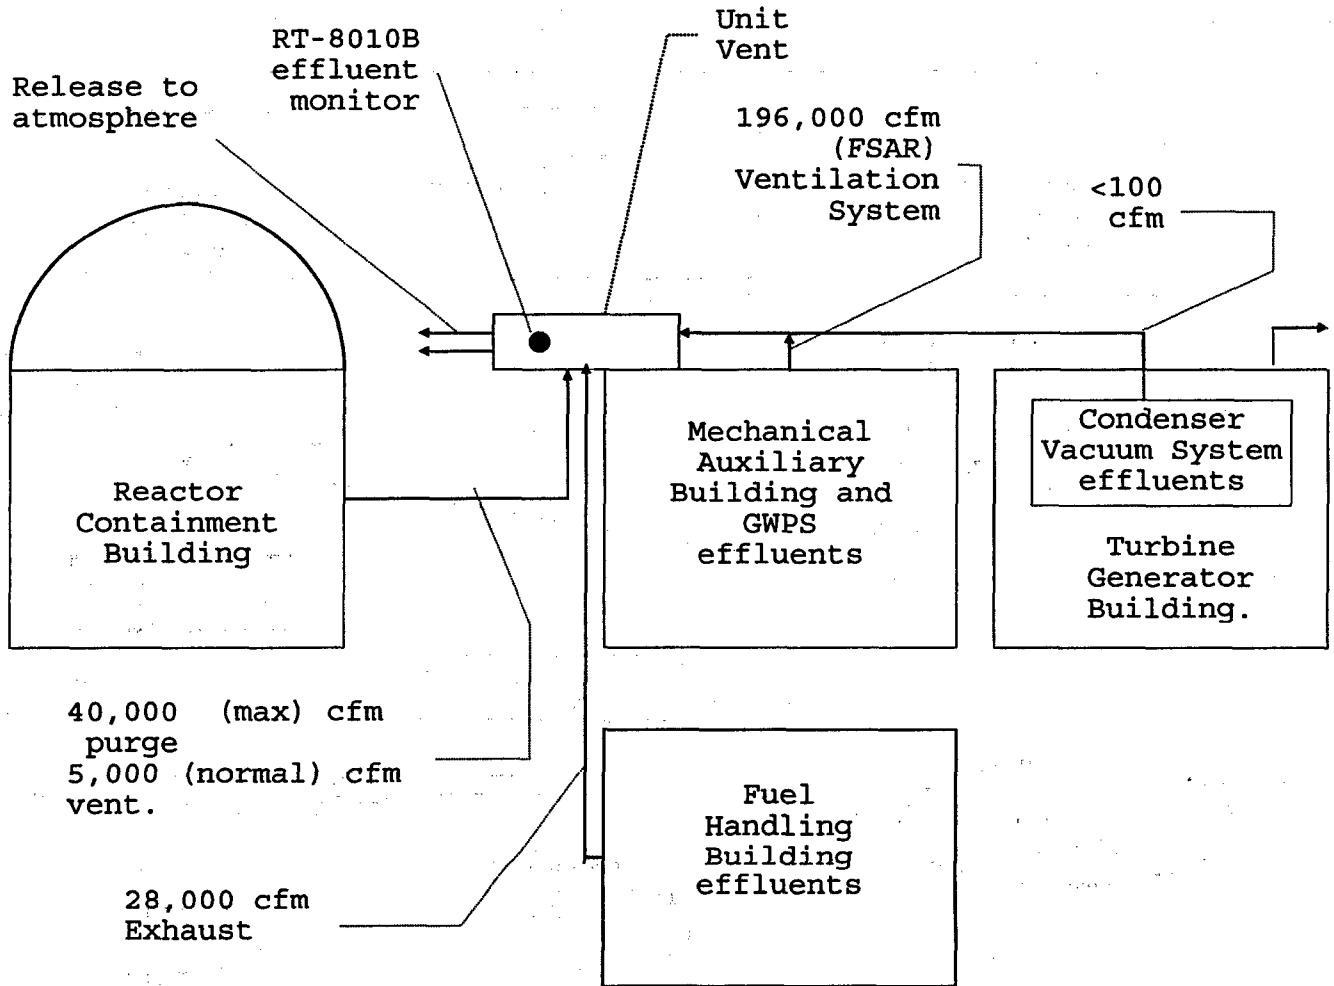 Unit
Vent
RT-8010B
effluent
monitor
Release to
atmosphere
196,000 cfm
(FSAR)
Ventilation
System
<100
cfm
Reactor
Containment
Building
Mechanical
Auxiliary
Building and
GWPS
effluents
Condenser
Vacuum System
effluents
Turbine
Generator
Building.
40,000 (max) cfm
purge
5,000 (normal) cfm
vent.
Fuel
Handling
Building
effluents
28,000 cfm
Exhaust